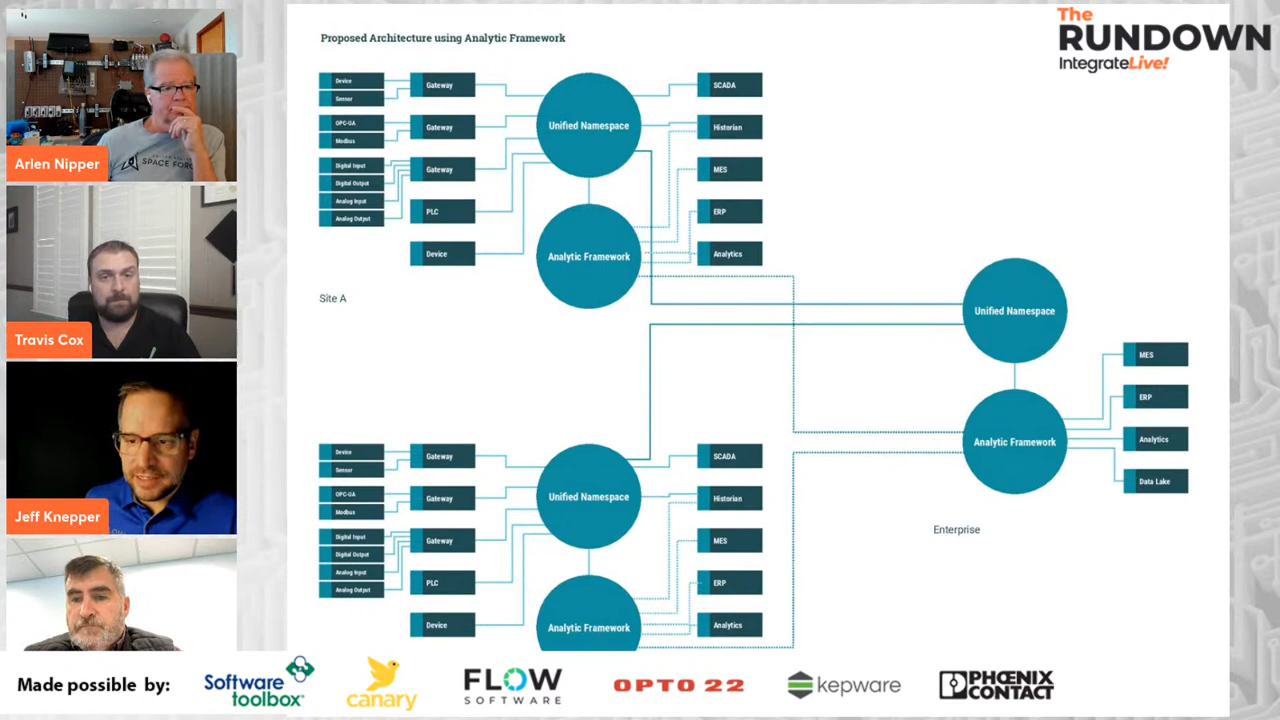 Arlen Nipper
SPACE FORCE
Travis Cox
Jeff Knepper
The
RUNDOWN
IntegrateLive!
Proposed Architecture using Analytic Framework
Device
Sensor
OPC-UA
Modbus
Digital Input
Digital Output
Analog Input
Analog Output
Gateway
Gateway
Gateway
PLC
Device
Unified Namespace
Analytic Framework
SCADA
Historian
MES
ERP
Analytics
Site A
Device
Sensor
OPC-UA
Modbus
Digital Input
Digital Output
Analog Input
Analog Output
Gateway
Gateway
Gateway
PLC
Device
Unified Namespace
Analytic Framework
SCADA
Historian
MES
ERP
Analytics
Unified Namespace
Analytic Framework
MES
ERP
Analytics
Data Lake
Enterprise
Made possible by:
Software
toolbox
canary
FLOW
SOFTWARE
OPTO 22
kepware
PHŒNIX
CONTACT